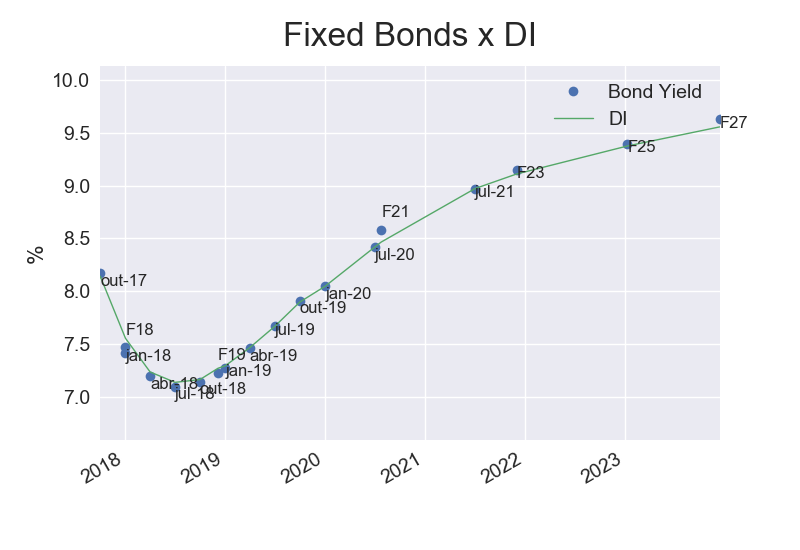 Fixed Bonds x DI
10.0
9.5
9.0
8.5
8.0
7.5
7.0
%
Bond Yield
DI
out-17
F18
jan-18
abr-18
jul-18
out-18
F19
jan-19
abr-19
jul-19
out-19
jan-20
jul-20
F21
jul-21
F23
F25
F27
2018
2019
2020
2021
2022
2023